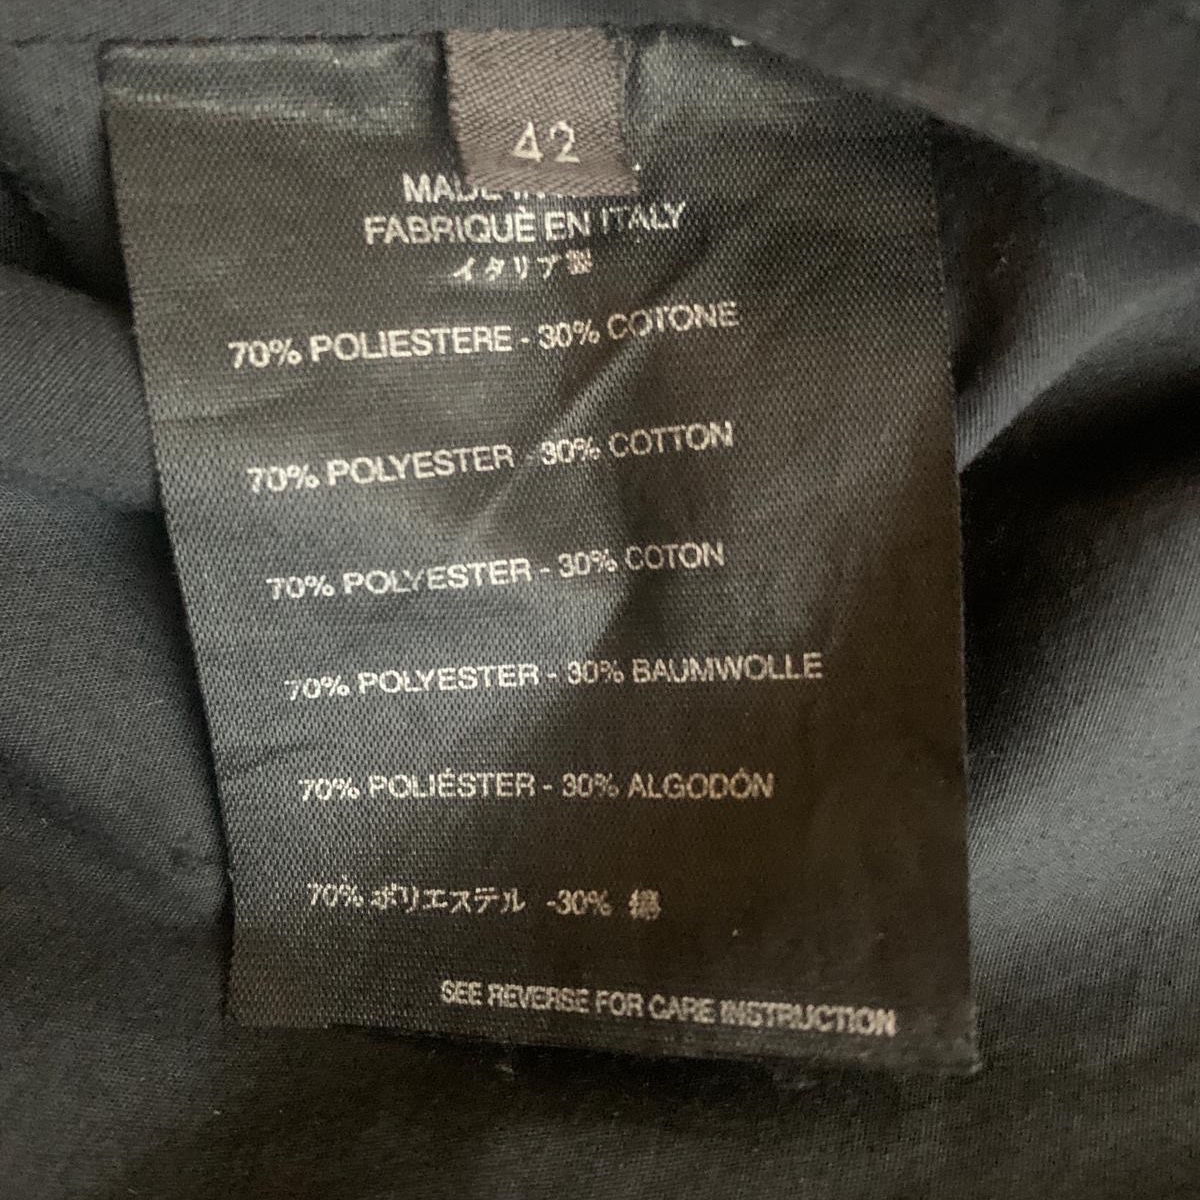 42
MADE IN
FABRIQUÈ EN ITALY
イタリア製
70% POLIESTERE - 30% COTONE
70% POLYESTER - 30% COTTON
70% POLYESTER - 30% COTON
70% POLYESTER - 30% BAUMWOLLE
70% POLIÉSTER - 30% ALGODÓN
70% ポリエステル -30% 綿
SEE REVERSE FOR CARE INSTRUCTION